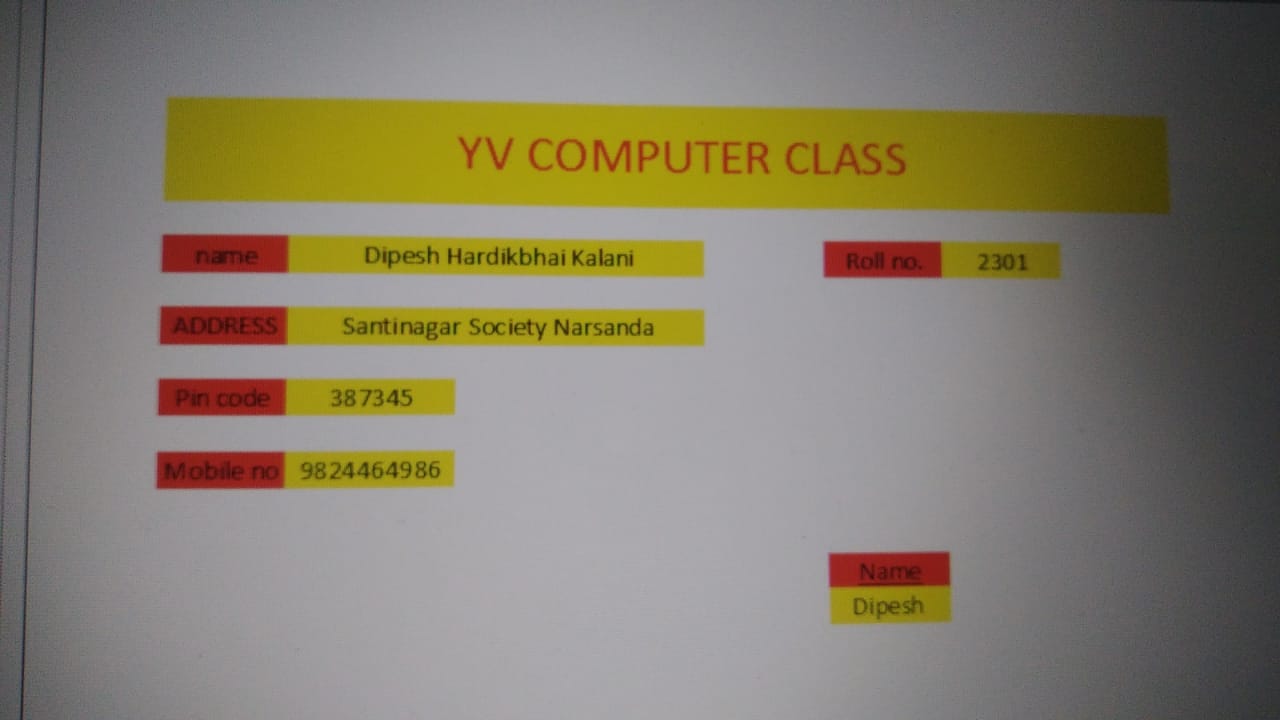 YV COMPUTER CLASS
name Dipesh Hardikbhai Kalani Roll no. 2301
ADDRESS Santinagar Society Narsanda
Pin code 387345
Mobile no 9824464986
Name
Dipesh